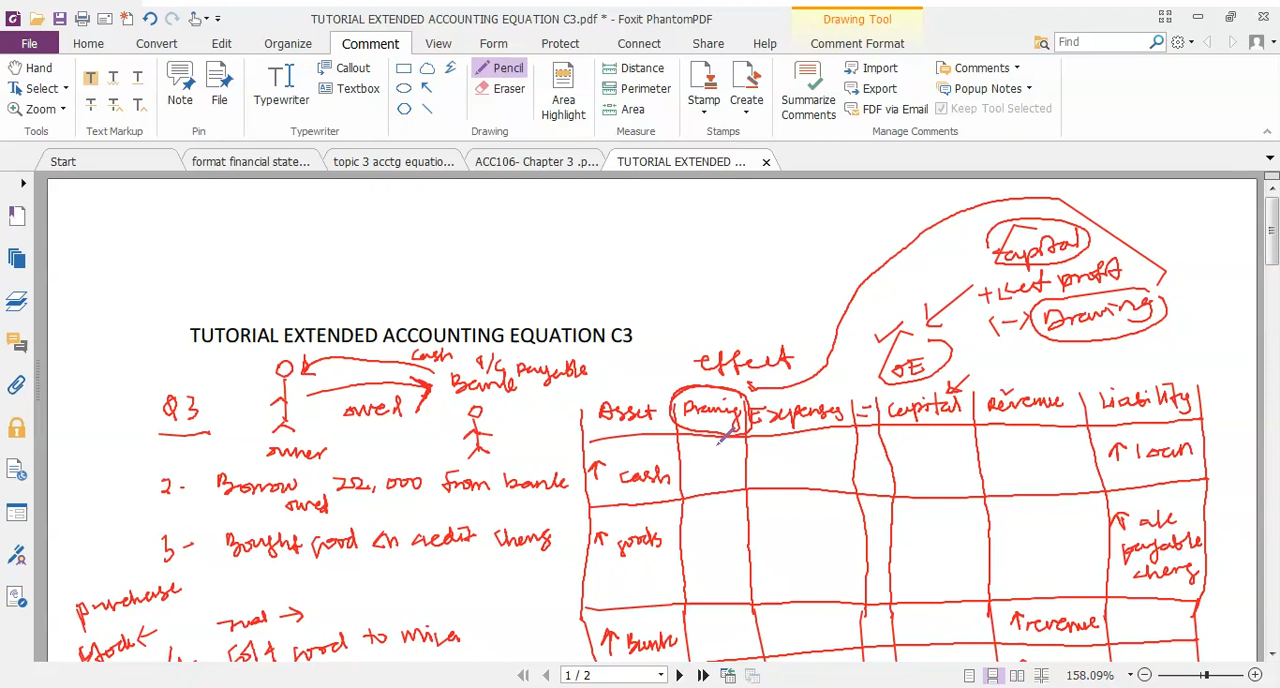 TUTORIAL EXTENDED ACCOUNTING EQUATION C3.pdf * - Foxit PhantomPDF
Drawing Tool
File Home Convert Edit Organize Comment View Form Protect Connect Share Help Comment Format
Find
Hand
Select
Zoom
Tools
Text Markup
Note
File
Pin
Typewriter
Callout
Textbox
Typewriter
Pencil
Eraser
Drawing
Area Highlight
Distance
Perimeter
Area
Measure
Stamp
Create
Stamps
Summarize Comments
Import
Export
FDF via Email
Comments
Popup Notes
Keep Tool Selected
Manage Comments
Start
format financial state...
topic 3 acctg equatio...
ACC106- Chapter 3 .p...
TUTORIAL EXTENDED ...
capital
+ net profit
(-) Drawing
TUTORIAL EXTENDED ACCOUNTING EQUATION C3
cash
effect
OE
payable
Bank
Q3
owed
owner
Asset Drawing Expenses = capital Revenue Liability
2- Borrow 202,000 from bank
owed
↑ cash
↑ loan
3- Bought good on credit cheng
↑ goods
↑ a/c payable cheng
purchase
↑ Bank
↑ revenue
good to
1 / 2
158.09%